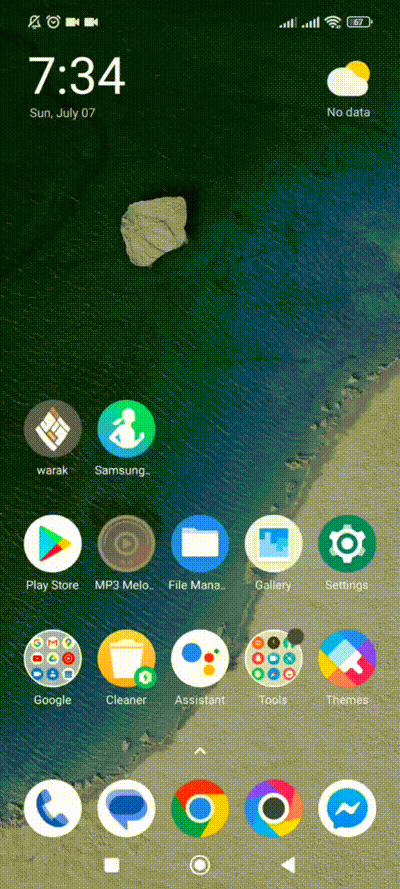 67
7:34
Sun, July 07
No data
warak
Samsung..
Play Store
MP3 Melo..
File Mana..
Gallery
Settings
Google
Cleaner
Assistant
Tools
Themes